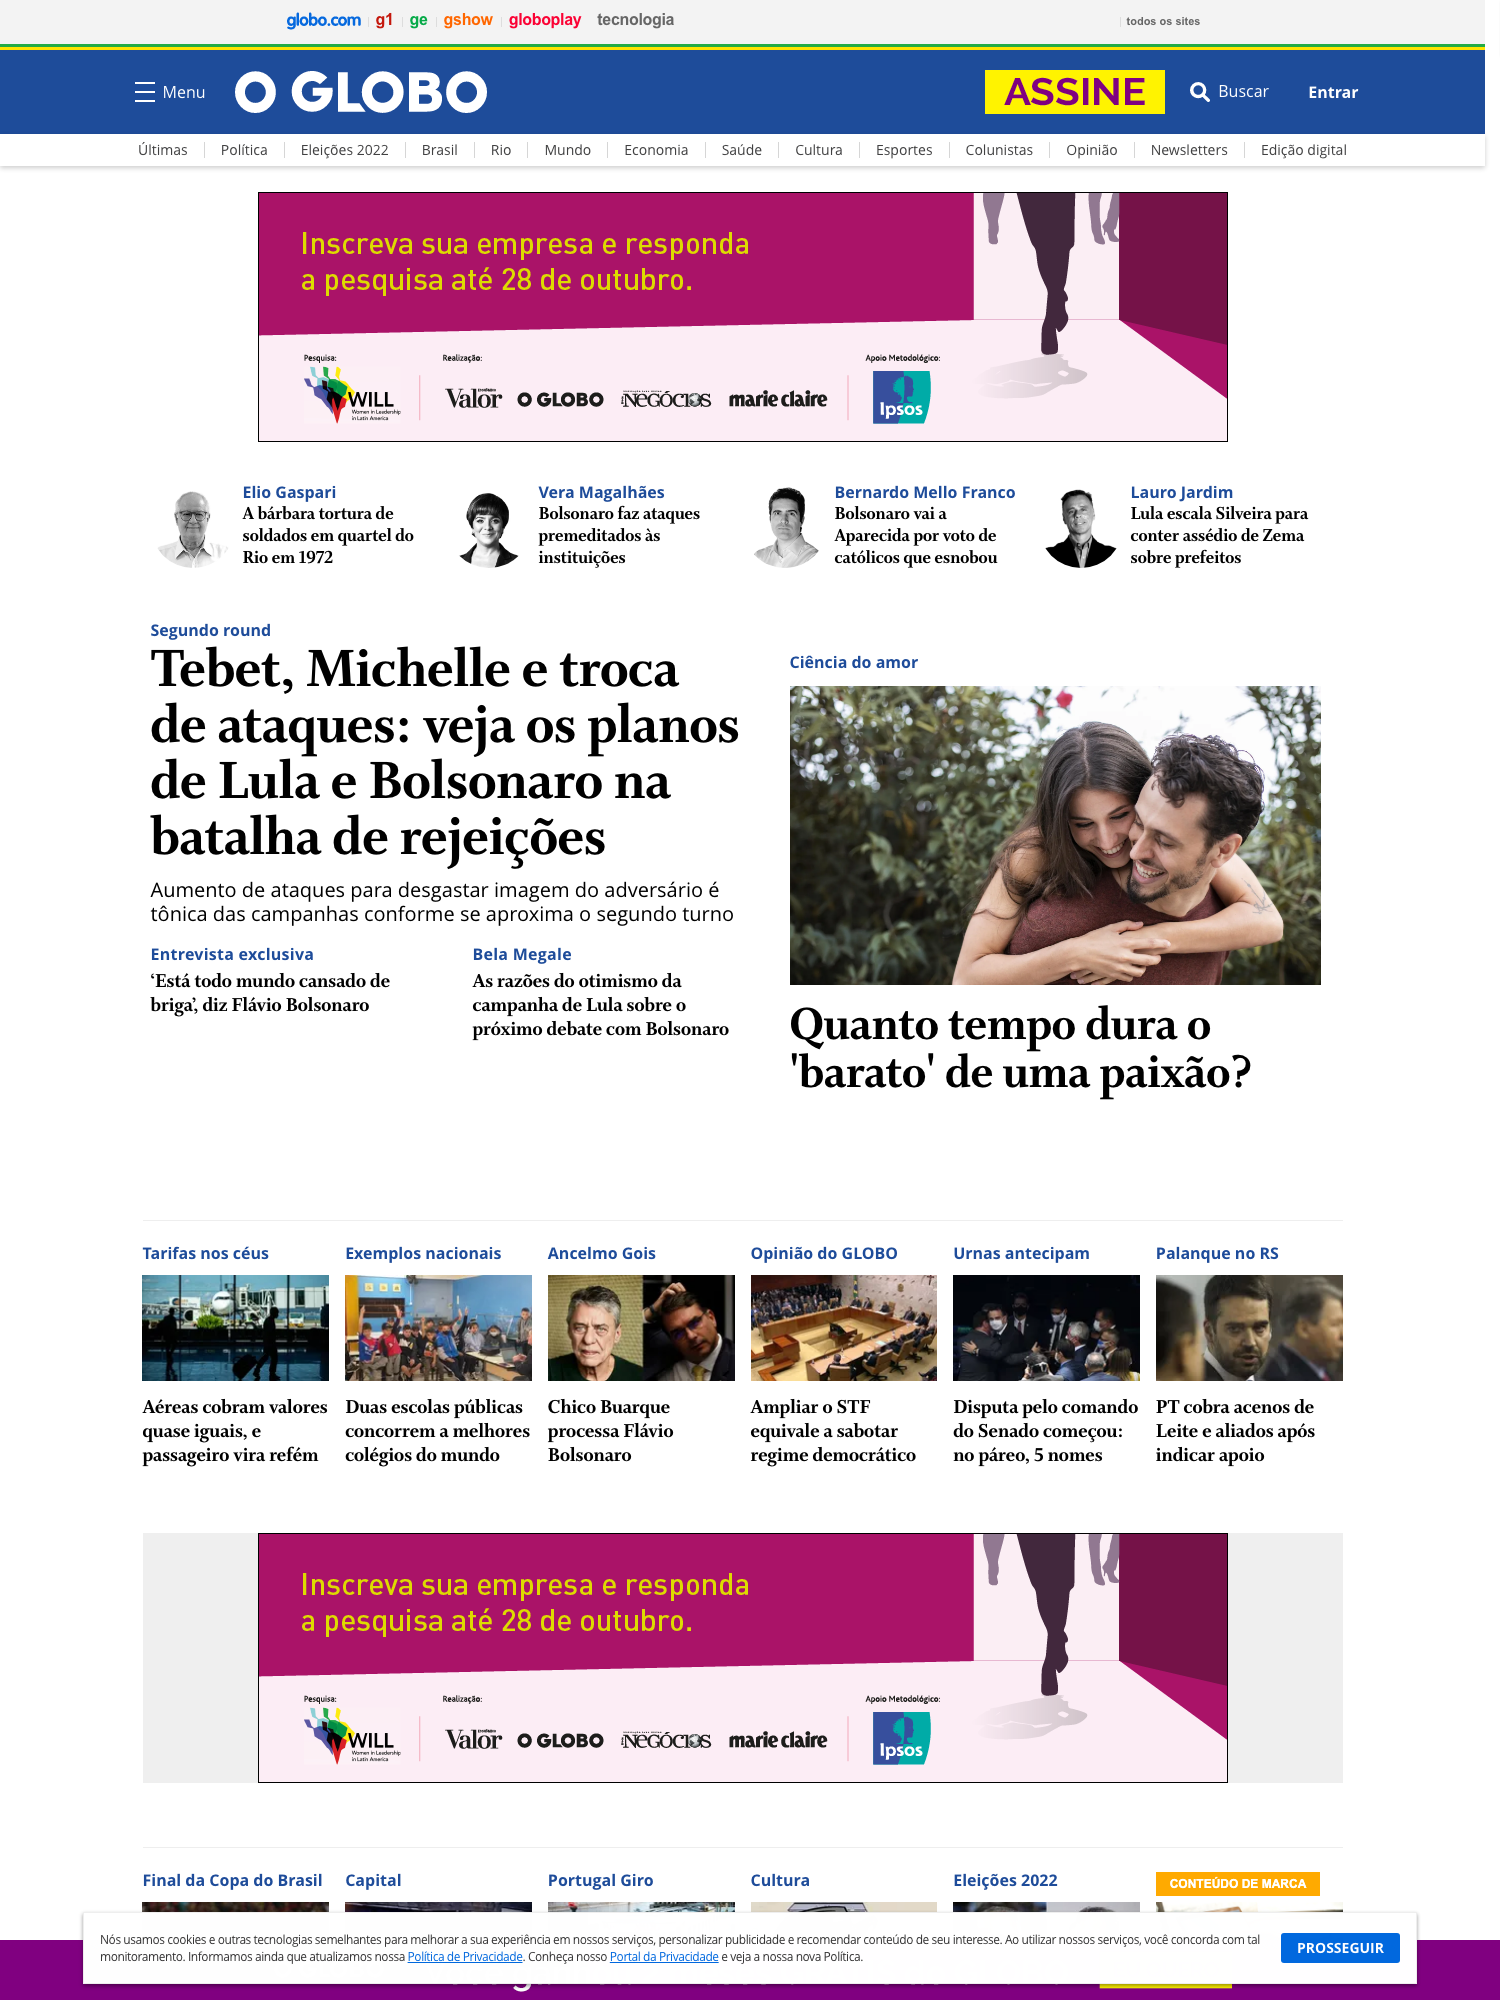 globo.com g1 ge gshow globoplay tecnologia todos os sites
Menu O GLOBO ASSINE Buscar Entrar
Últimas Política Eleições 2022 Brasil Rio Mundo Economia Saúde Cultura Esportes Colunistas Opinião Newsletters Edição digital
Inscreva sua empresa e responda
a pesquisa até 28 de outubro.
Pesquisa: Realização: Apoio Metodológico:
WILL Valor O GLOBO NEGÓCIOS marie claire Ipsos
Women in Leadership
in Latin America
Elio Gaspari
A bárbara tortura de
soldados em quartel do
Rio em 1972
Vera Magalhães
Bolsonaro faz ataques
premeditados às
instituições
Bernardo Mello Franco
Bolsonaro vai a
Aparecida por voto de
católicos que esnobou
Lauro Jardim
Lula escala Silveira para
conter assédio de Zema
sobre prefeitos
Segundo round
Tebet, Michelle e troca
de ataques: veja os planos
de Lula e Bolsonaro na
batalha de rejeições
Aumento de ataques para desgastar imagem do adversário é
tônica das campanhas conforme se aproxima o segundo turno
Entrevista exclusiva
‘Está todo mundo cansado de
briga’, diz Flávio Bolsonaro
Bela Megale
As razões do otimismo da
campanha de Lula sobre o
próximo debate com Bolsonaro
Ciência do amor
Quanto tempo dura o
'barato' de uma paixão?
Tarifas nos céus
Aéreas cobram valores
quase iguais, e
passageiro vira refém
Exemplos nacionais
Duas escolas públicas
concorrem a melhores
colégios do mundo
Ancelmo Gois
Chico Buarque
processa Flávio
Bolsonaro
Opinião do GLOBO
Ampliar o STF
equivale a sabotar
regime democrático
Urnas antecipam
Disputa pelo comando
do Senado começou:
no páreo, 5 nomes
Palanque no RS
PT cobra acenos de
Leite e aliados após
indicar apoio
Inscreva sua empresa e responda
a pesquisa até 28 de outubro.
Pesquisa: Realização: Apoio Metodológico:
WILL Valor O GLOBO NEGÓCIOS marie claire Ipsos
Women in Leadership
in Latin America
Final da Copa do Brasil Capital Portugal Giro Cultura Eleições 2022 CONTEÚDO DE MARCA
Nós usamos cookies e outras tecnologias semelhantes para melhorar a sua experiência em nossos serviços, personalizar publicidade e recomendar conteúdo de seu interesse. Ao utilizar nossos serviços, você concorda com tal
monitoramento. Informamos ainda que atualizamos nossa Política de Privacidade. Conheça nosso Portal da Privacidade e veja a nossa nova Política.
PROSSEGUIR